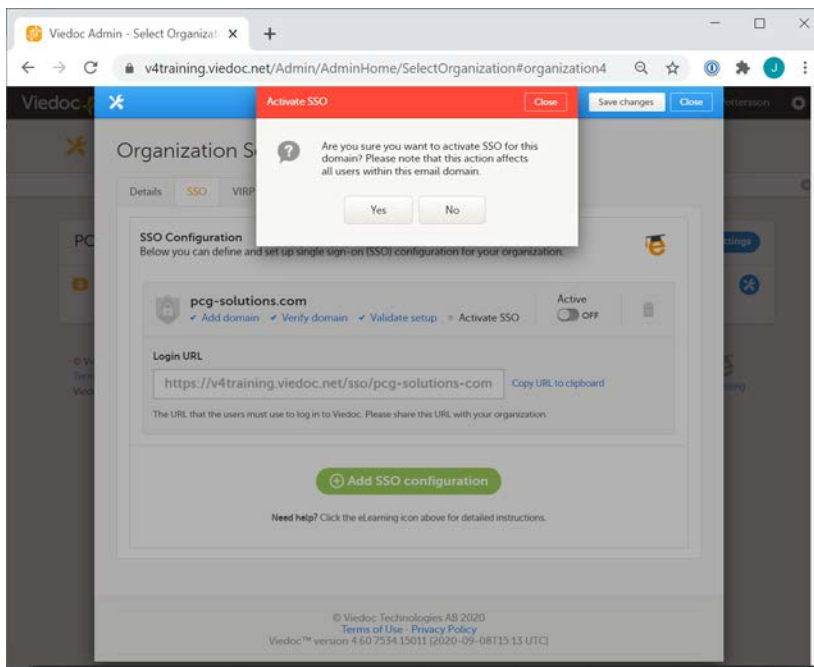 Viedoc Admin - Select Organizat
v4training.viedoc.net/Admin/AdminHome/SelectOrganization#organization4
J
Viedoc
Activate SSO
Close
Save changes
Close
Pettersson
Organization S
Are you sure you want to activate SSO for this
domain? Please note that this action affects
all users within this email domain.
Yes
No
Details
SSO
VIRP
PC
SSO Configuration
Below you can define and set up single sign-on (SSO) configuration for your organization.
ttings
pcg-solutions.com
Add domain
Verify domain
Validate setup
Activate SSO
Active
OFF
Login URL
https://v4training.viedoc.net/sso/pcg-solutions-com
Copy URL to clipboard
The URL that the users must use to log in to Viedoc. Please share this URL with your organization.
Add SSO configuration
Need help? Click the eLearning icon above for detailed instructions.
© Viedoc Technologies AB 2020
Terms of Use - Privacy Policy
Viedoc™ version 4.60.7534.15011 [2020-09-08T15:13 UTC]